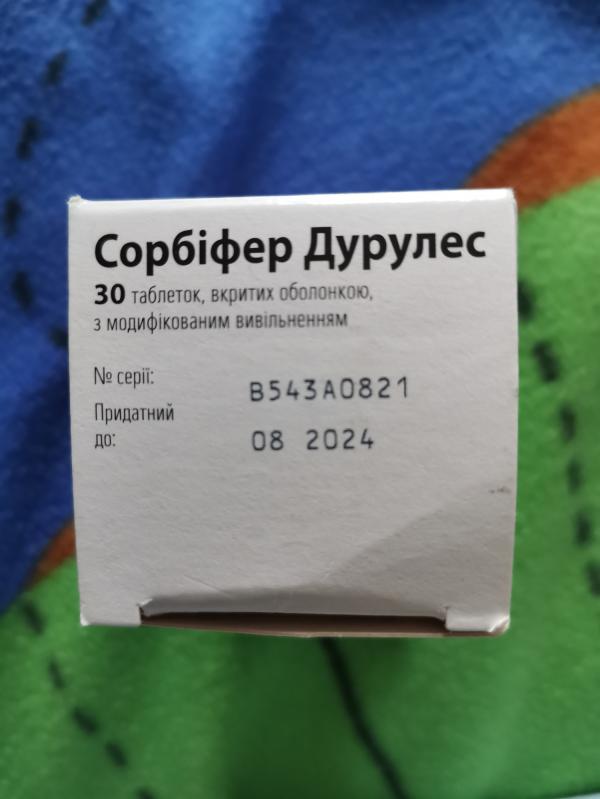 Сорбіфер Дурулес
30 таблеток, вкритих оболонкою,
з модифікованим вивільненням
№ серії: B543A0821
Придатний
до: 08 2024